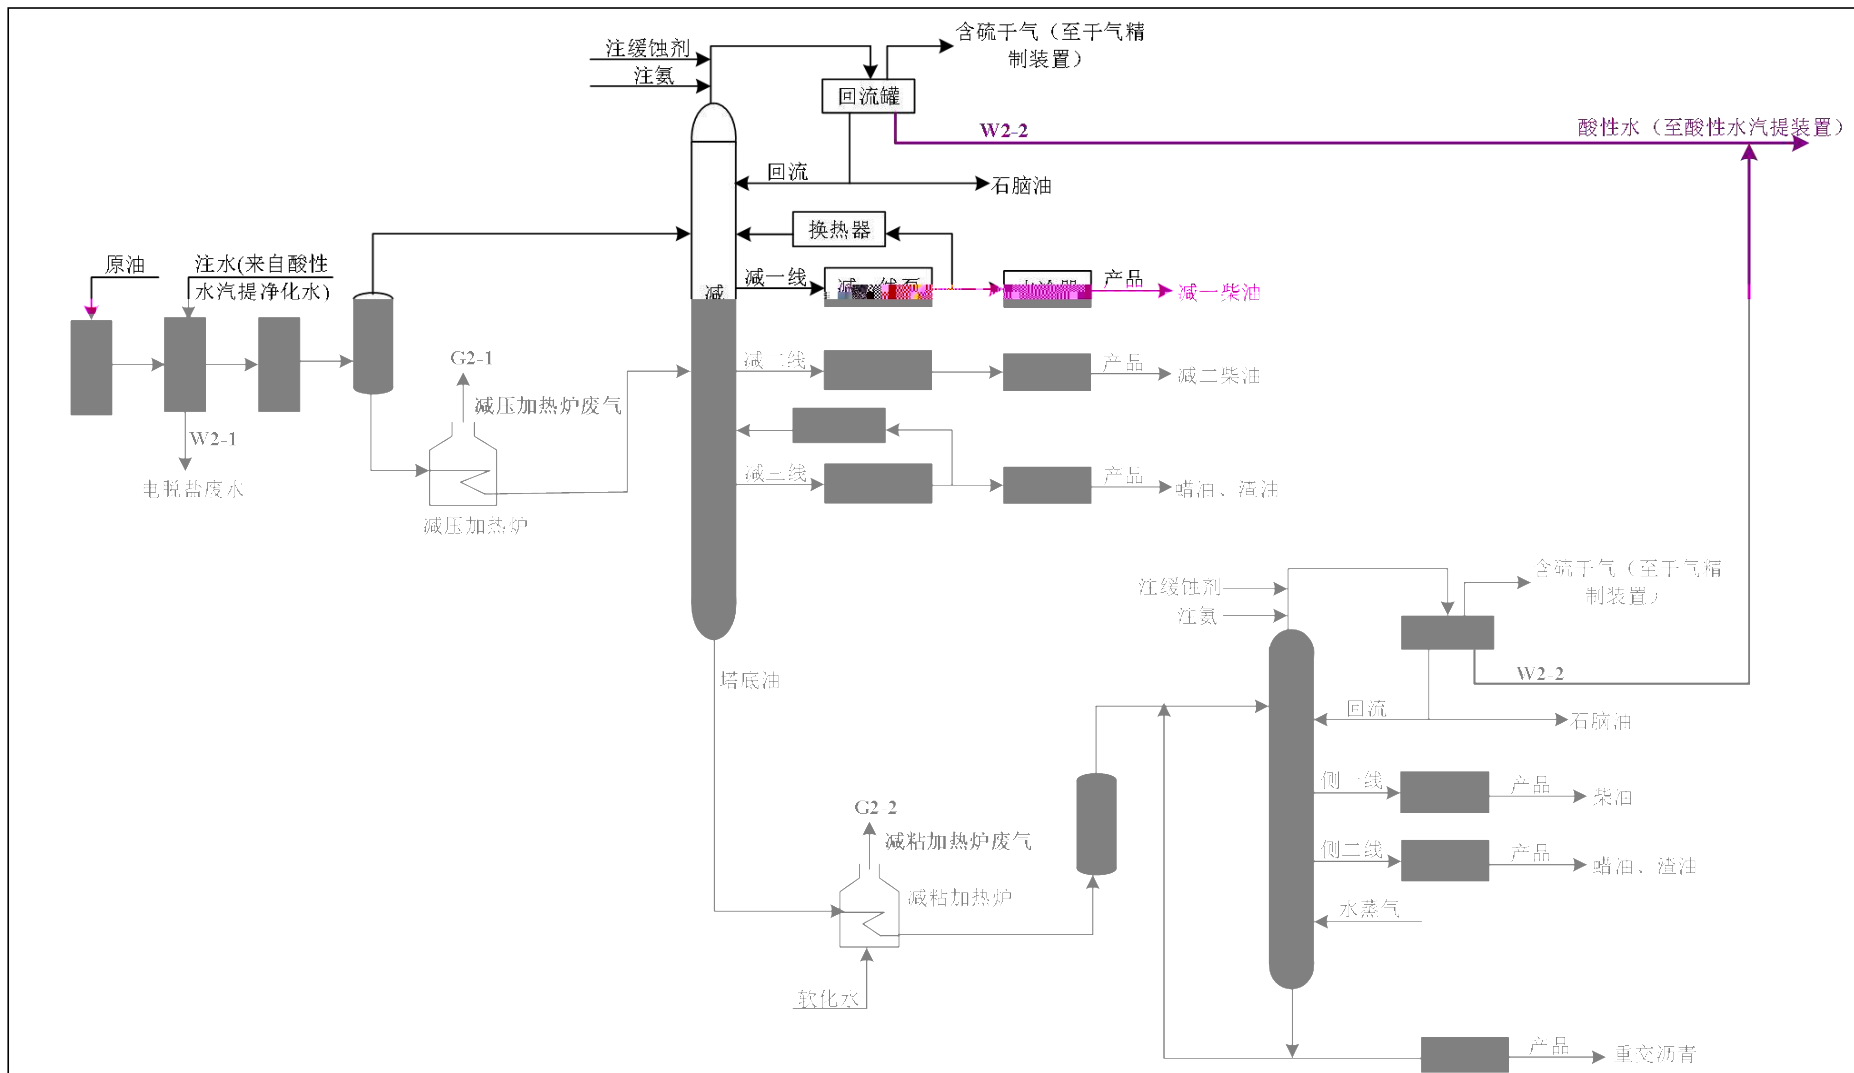 含硫干气（至干气精
制装置）
注缓蚀剂
注氨
回流罐
W2-2
酸性水（至酸性水汽提装置）
回流
石脑油
换热器
原油
注水(来自酸性
水汽提净化水)
减一线
产品
减一柴油
减
G2-1
减压加热炉废气
减二线
产品
减二柴油
W2-1
电脱盐废水
减三线
产品
蜡油、渣油
减压加热炉
含硫干气（至干气精
制装置）
注缓蚀剂
注氨
塔底油
W2-2
回流
石脑油
侧一线
产品
柴油
G2-2
减粘加热炉废气
侧二线
产品
蜡油、渣油
减粘加热炉
水蒸气
软化水
产品
重交沥青